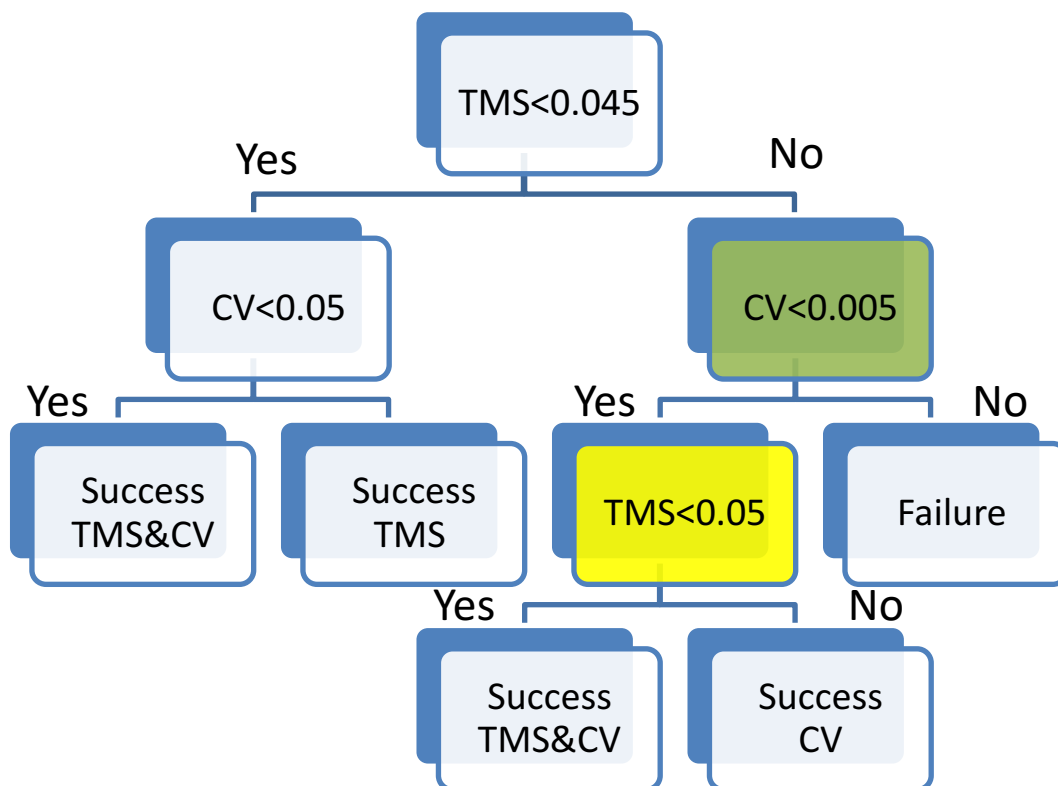 TMS<0.045
Yes
No
CV<0.05
CV<0.005
Yes
Yes
No
Success
TMS&CV
Success
TMS
TMS<0.05
Failure
Yes
No
Success
TMS&CV
Success
CV